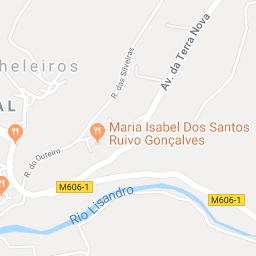 heleiros
R. das Silveiras
Av. da Terra Nova
AL
Maria Isabel Dos Santos
Ruivo Gonçalves
R. do Outeiro
M606-1
Rio Lisandro
M606-1